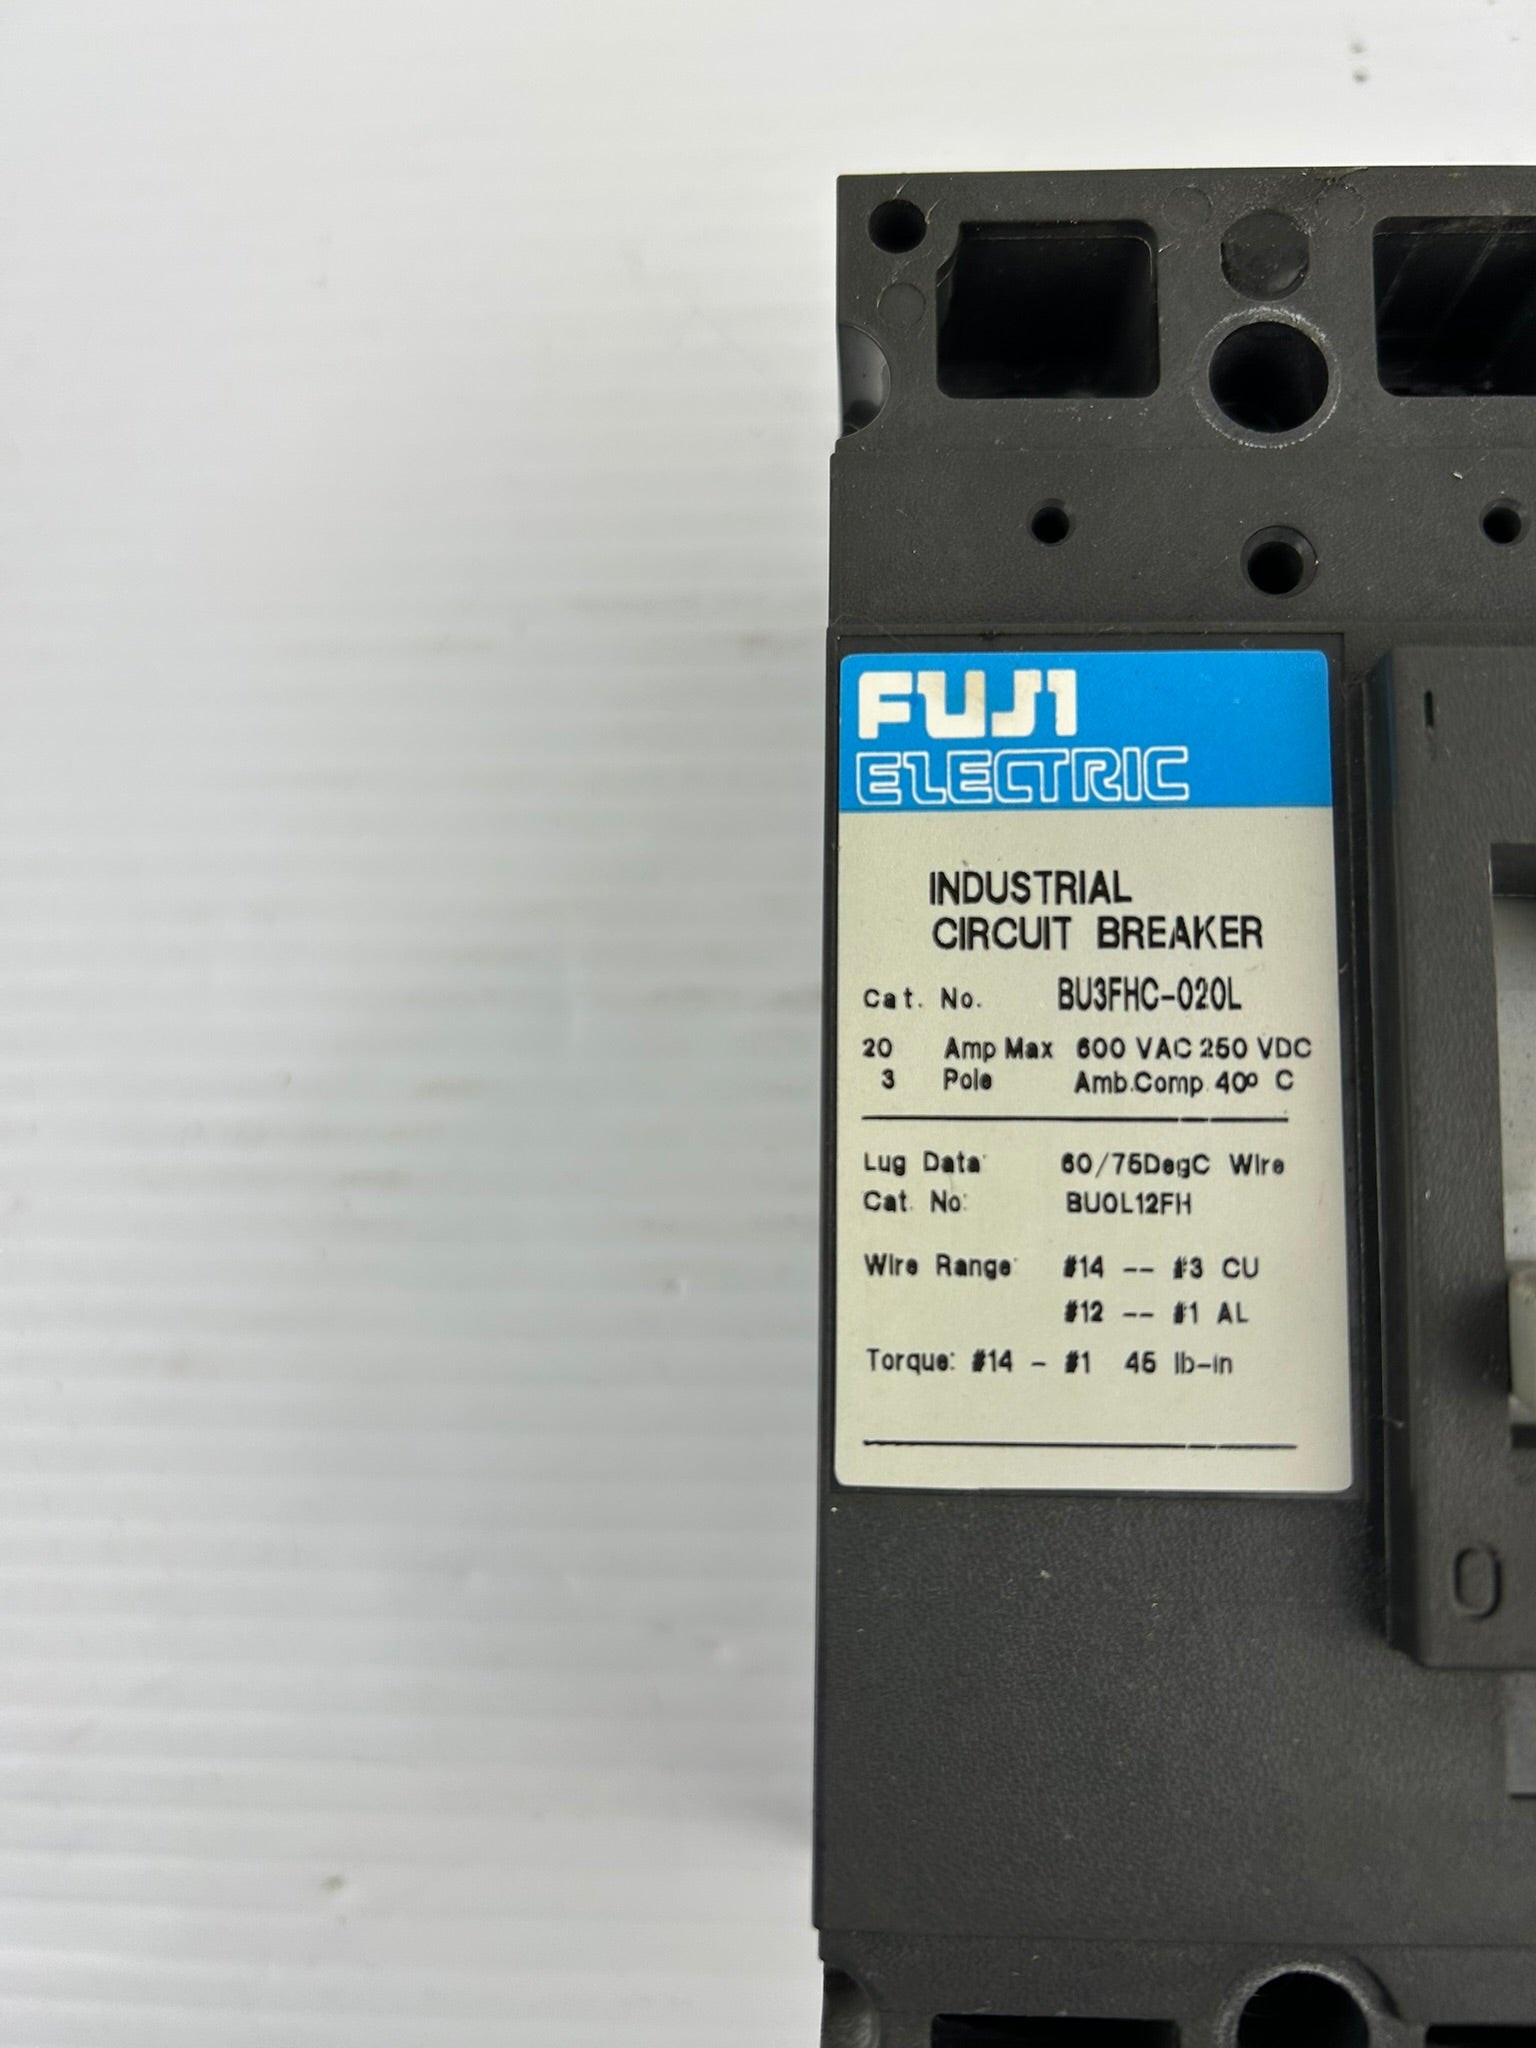 FUJI
ELECTRIC
INDUSTRIAL
CIRCUIT BREAKER
Cat. No. BU3FHC-020L
20 Amp Max 600 VAC 250 VDC
3 Pole Amb.Comp. 40º C
Lug Data: 60/75DegC Wire
Cat. No: BU0L12FH
Wire Range: #14 -- #3 CU
#12 -- #1 AL
Torque: #14 - #1 45 lb-in
I
O